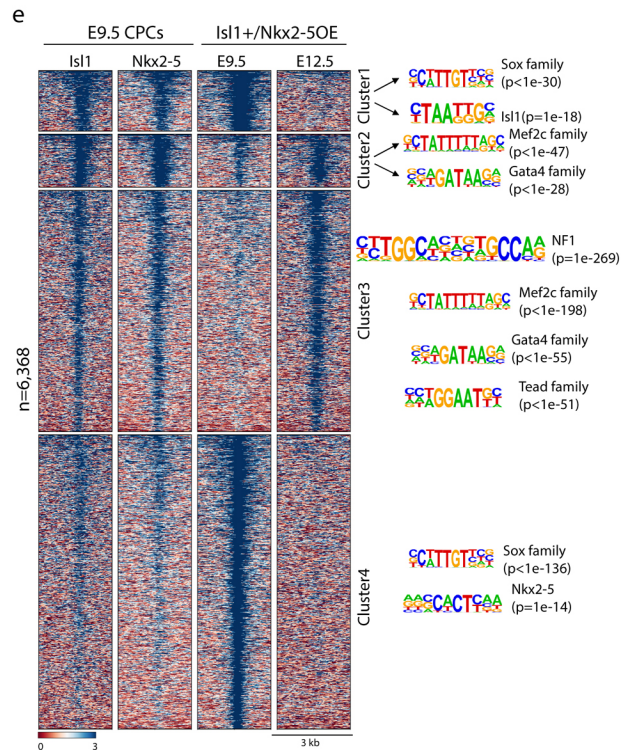 e
E9.5 CPCs
Isl1+/Nkx2-5OE
Isl1
Nkx2-5
E9.5
E12.5
n=6,368
Cluster1
Sox family
(p<1e-30)
CTAATTGC
Isl1(p=1e-18)
Cluster2
Mef2c family
(p<1e-47)
Gata4 family
(p<1e-28)
Cluster3
NF1
(p=1e-269)
Mef2c family
(p<1e-198)
Gata4 family
(p<1e-55)
Tead family
(p<1e-51)
Cluster4
Sox family
(p<1e-136)
Nkx2-5
(p=1e-14)
0
3
3 kb